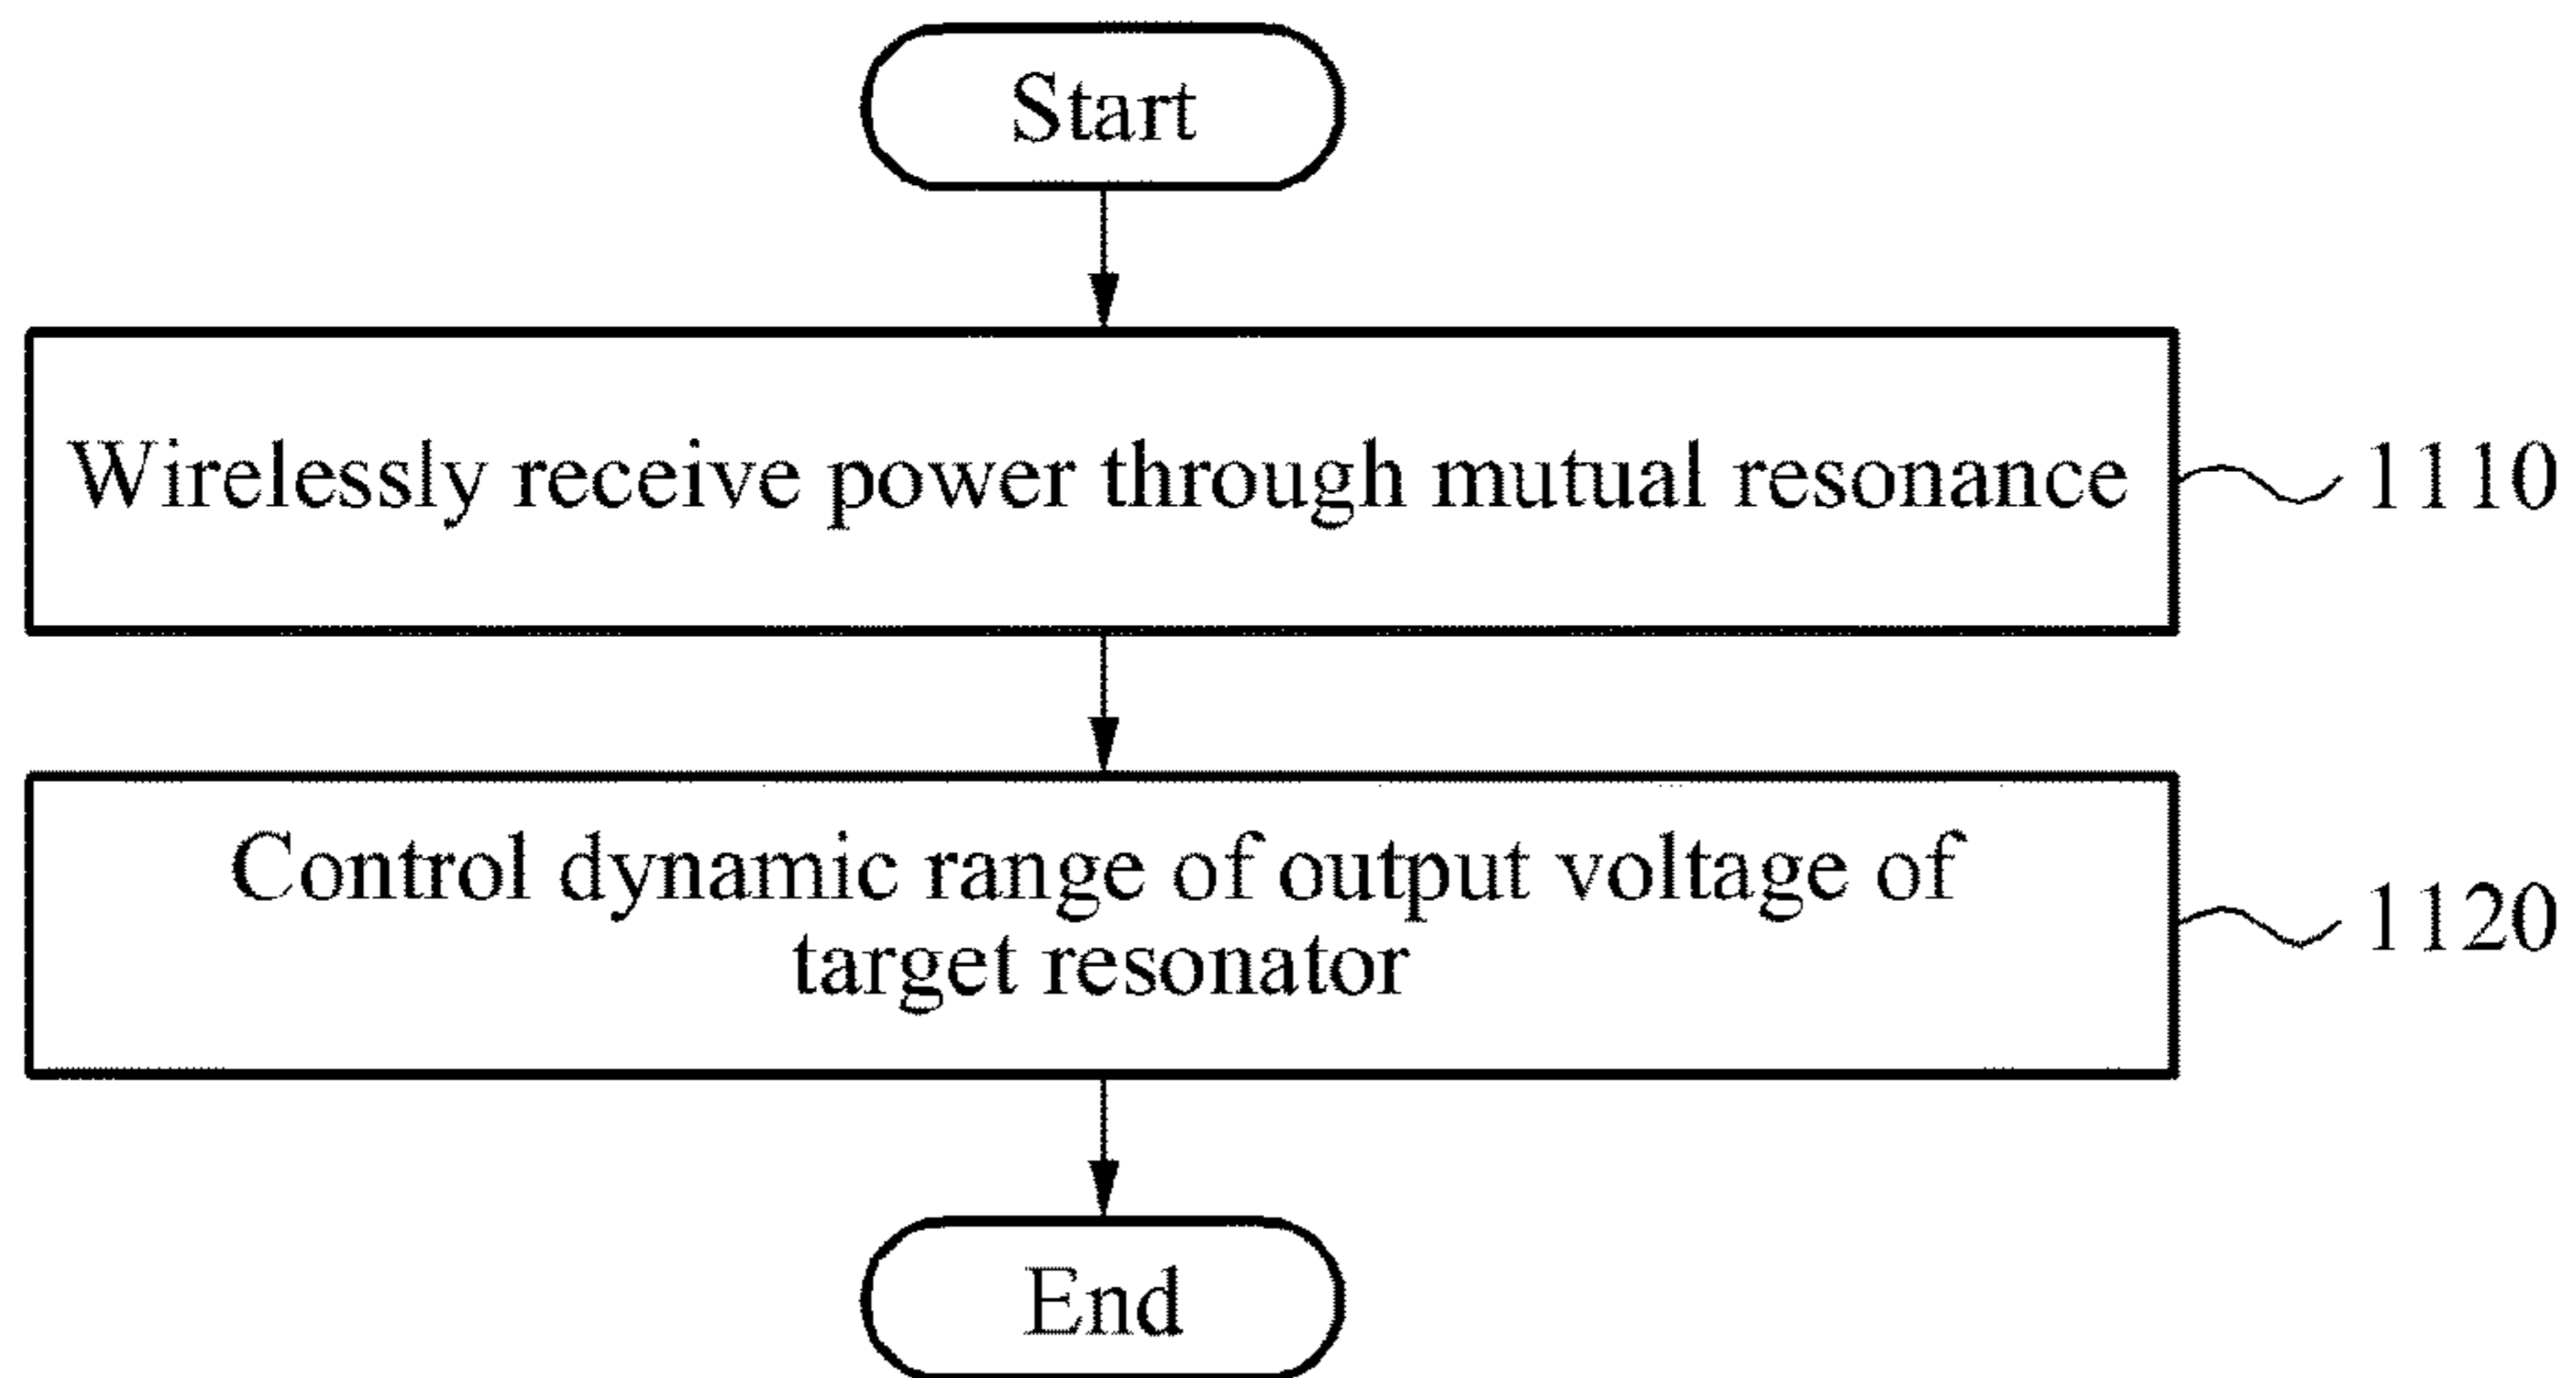 Start
Wirelessly receive power through mutual resonance
1110
Control dynamic range of output voltage of
target resonator
1120
End